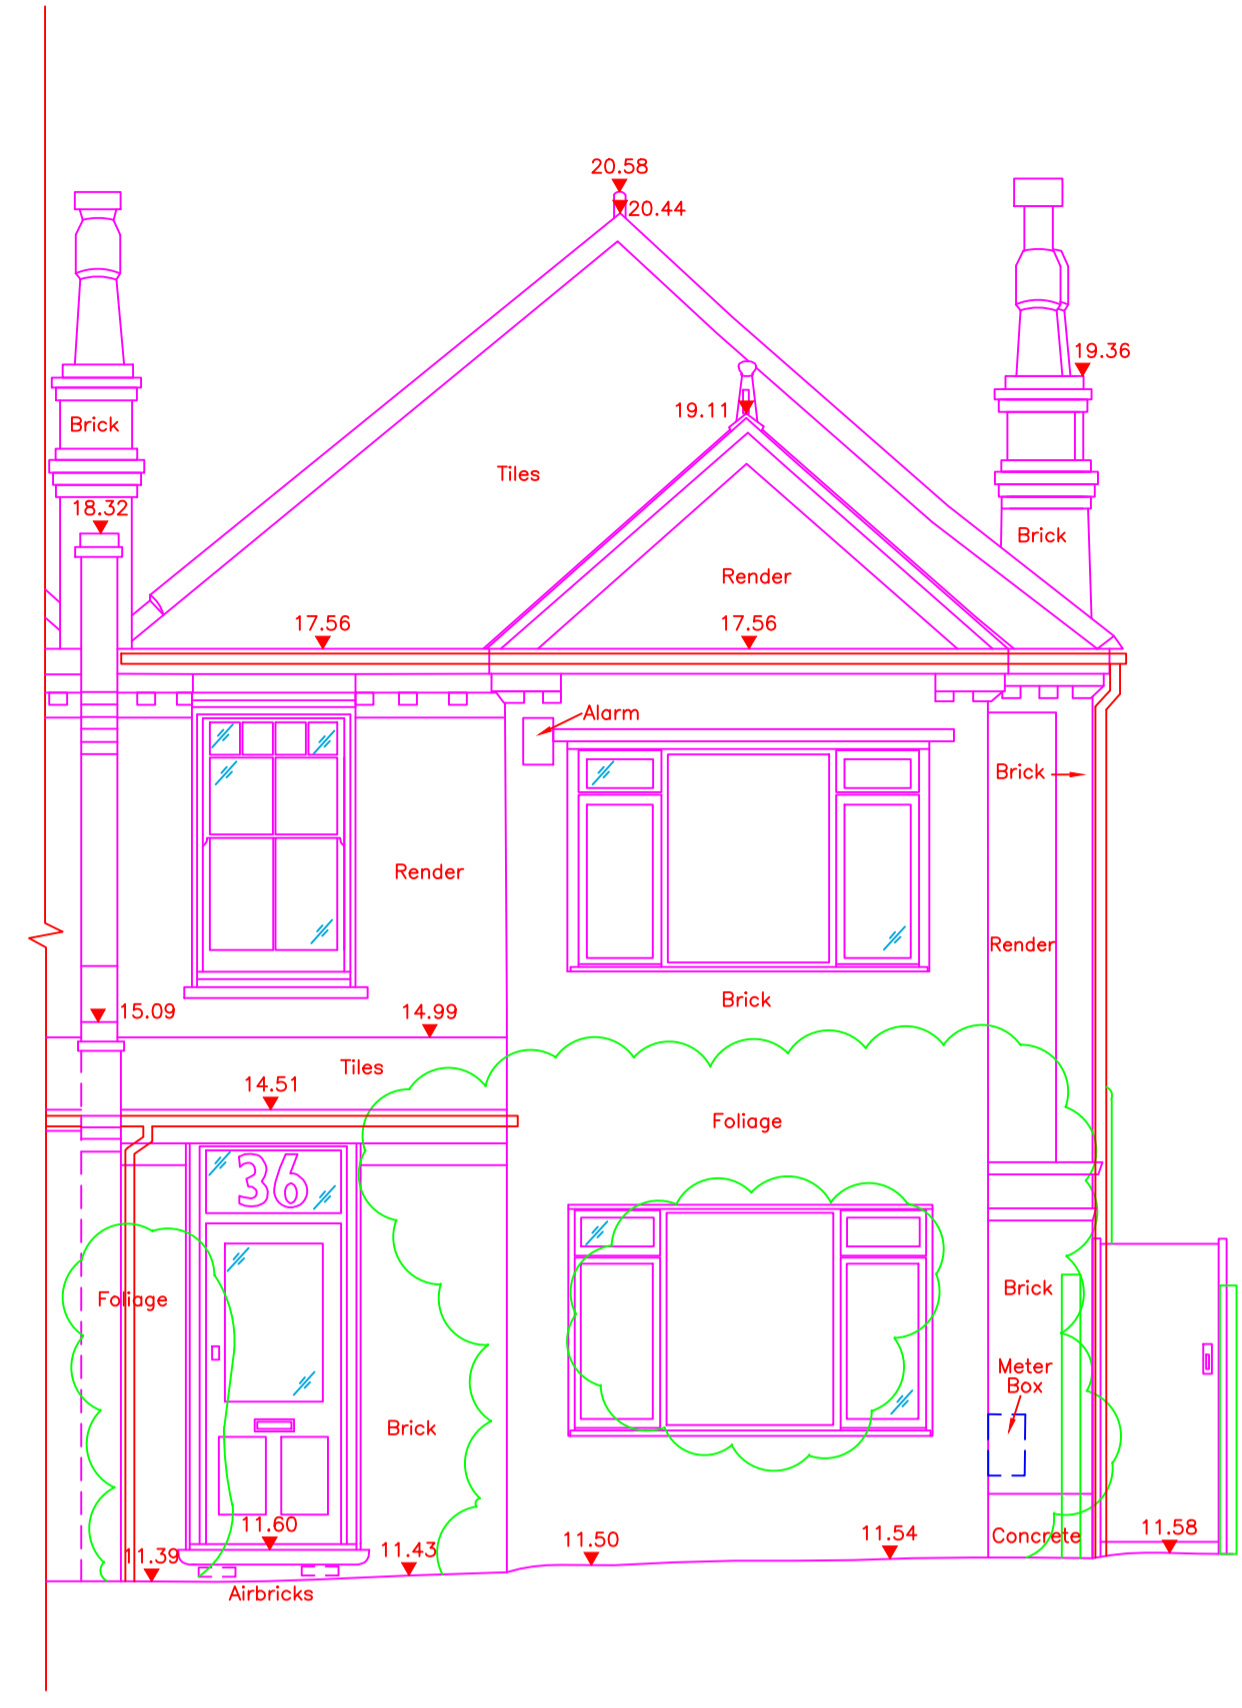 20.58
20.44
19.36
19.11
Brick
Tiles
18.32
Brick
Render
17.56
17.56
Alarm
Brick
Render
Render
Brick
15.09
14.99
Tiles
14.51
Foliage
36
Foliage
Brick
Meter
Box
Brick
11.60
11.50
11.54
Concrete
11.58
11.39
11.43
Airbricks